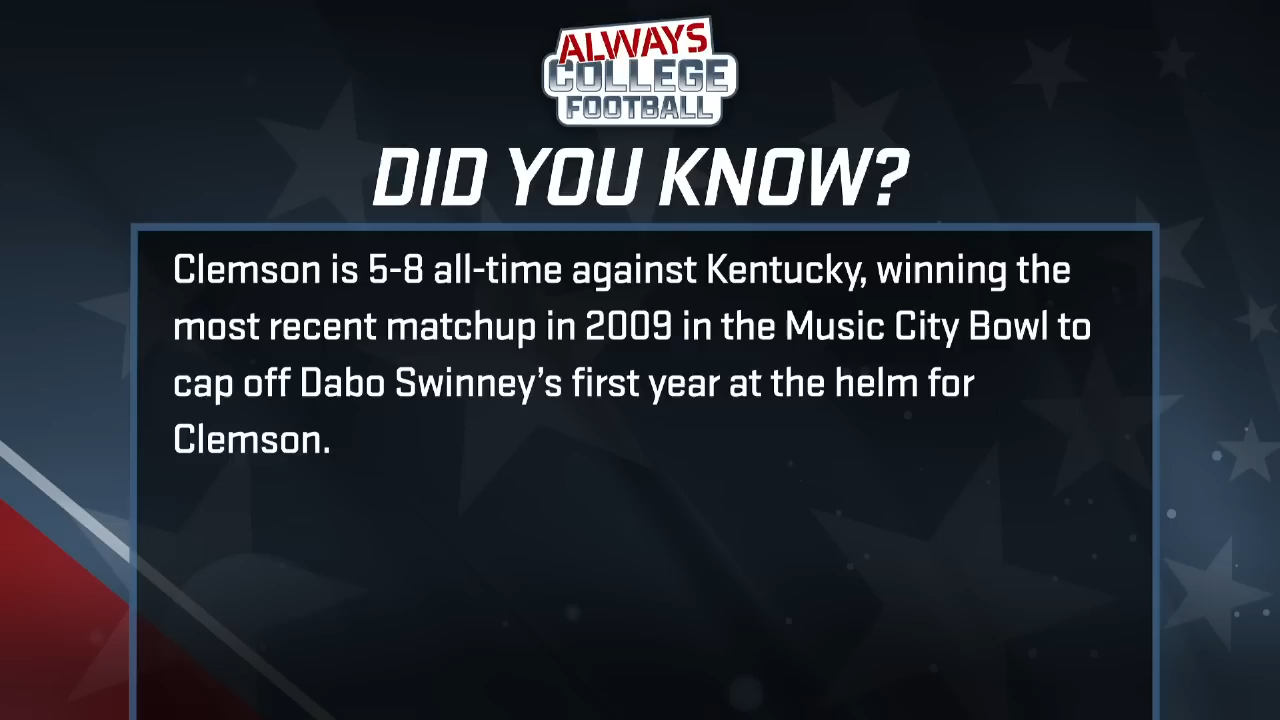 ALWAYS
COLLEGE
FOOTBALL
DID YOU KNOW?
Clemson is 5-8 all-time against Kentucky, winning the
most recent matchup in 2009 in the Music City Bowl to
cap off Dabo Swinney’s first year at the helm for
Clemson.